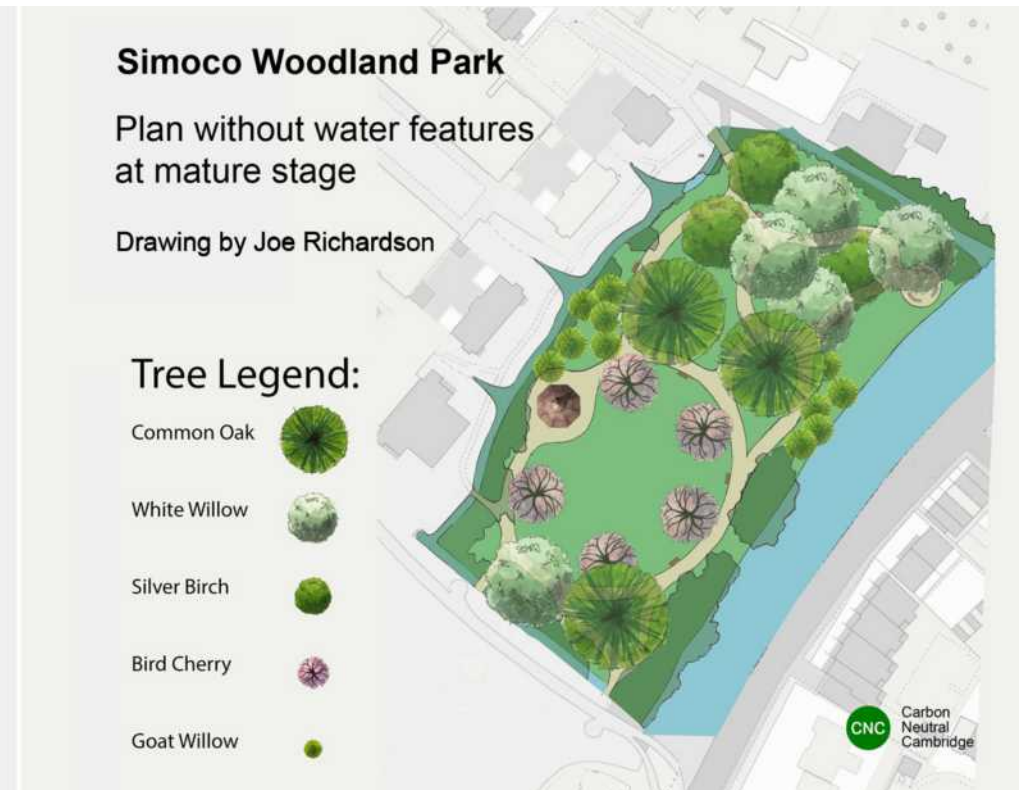 Simoco Woodland Park
Plan without water features
at mature stage
Drawing by Joe Richardson
Tree Legend:
Common Oak
White Willow
Silver Birch
Bird Cherry
Goat Willow
CNC
Carbon
Neutral
Cambridge